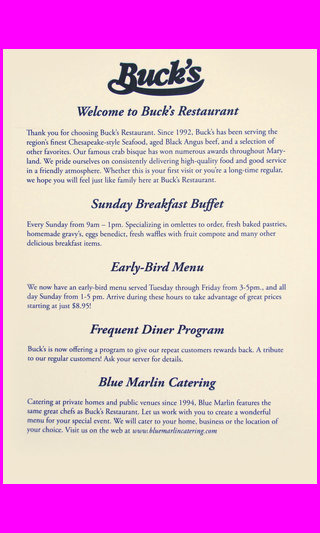 Buck's
Welcome to Buck's Restaurant
Thank you for choosing Buck's Restaurant. Since 1992, Buck's has been serving the
region's finest Chesapeake-style Seafood, aged Black Angus beef, and a selection of
other favorites. Our famous crab bisque has won numerous awards throughout Mary-
land. We pride ourselves on consistently delivering high-quality food and good service
in a friendly atmosphere. Whether this is your first visit or you're a long-time regular,
we hope you will feel just like family here at Buck's Restaurant.
Sunday Breakfast Buffet
Every Sunday from 9am – 1pm. Specializing in omlettes to order, fresh baked pastries,
homemade gravy's, eggs benedict, fresh waffles with fruit compote and many other
delicious breakfast items.
Early-Bird Menu
We now have an early-bird menu served Tuesday through Friday from 3-5pm., and all
day Sunday from 1-5 pm. Arrive during these hours to take advantage of great prices
starting at just $8.95!
Frequent Diner Program
Buck's is now offering a program to give our repeat customers rewards back. A tribute
to our regular customers! Ask your server for details.
Blue Marlin Catering
Catering at private homes and public venues since 1994, Blue Marlin features the
same great chefs as Buck's Restaurant. Let us work with you to create a wonderful
menu for your special event. We will cater to your home, business or the location of
your choice. Visit us on the web at www.bluemarlincatering.com